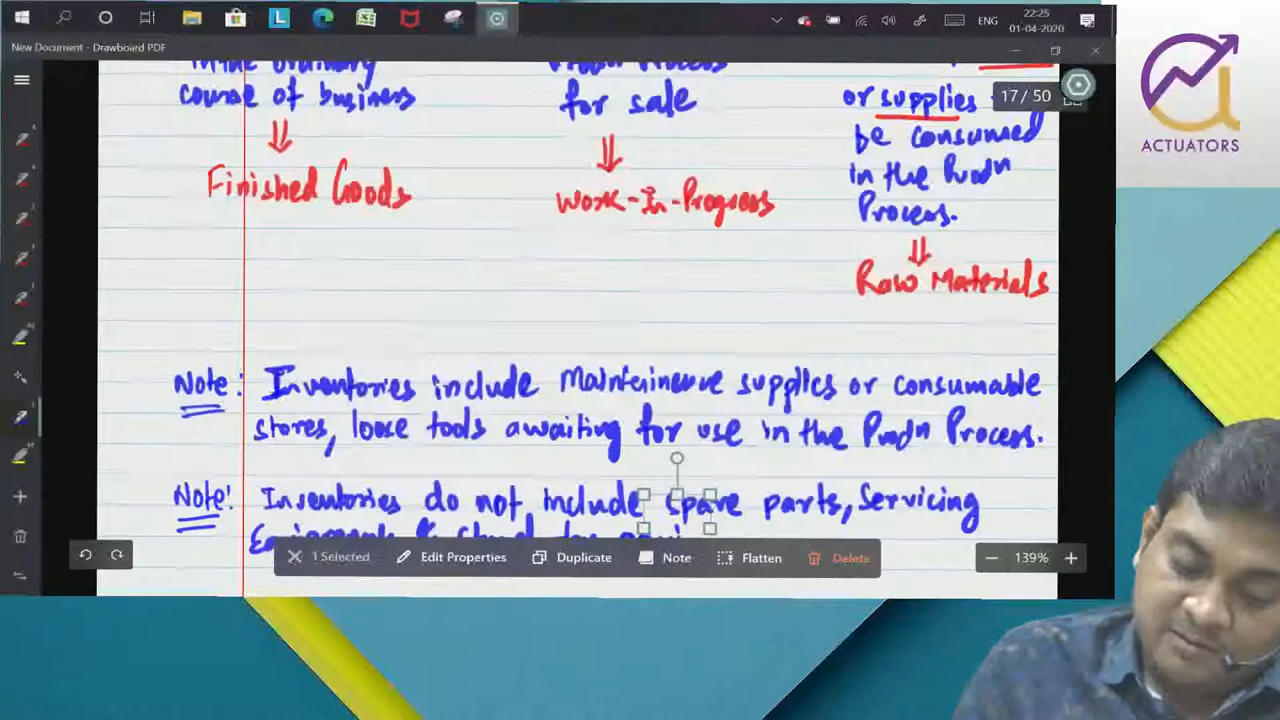 22:25
ENG
01-04-2020
New Document - Drawboard PDF
course of business
for sale
or supplies
17 / 50
be consumed
in the Prodn
Process.
Finished Goods
Work-In-Progress
Raw Materials
ACTUATORS
Note: Inventories include Maintainenve supplies or consumable
stores, loose tools awaiting for use in the Prodn Process.
Note: Inventories do not include spare parts, Servicing
1 Selected
Edit Properties
Duplicate
Note
Flatten
Delete
139%